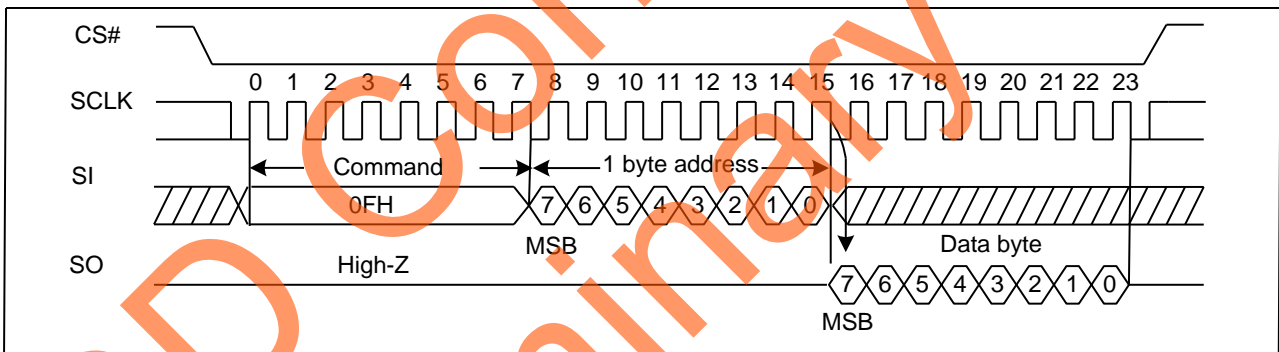 CS#
0 1 2 3 4 5 6 7 8 9 10 11 12 13 14 15 16 17 18 19 20 21 22 23
SCLK
Command 1 byte address
SI
0FH 7 6 5 4 3 2 1 0
MSB Data byte
SO High-Z
7 6 5 4 3 2 1 0
MSB